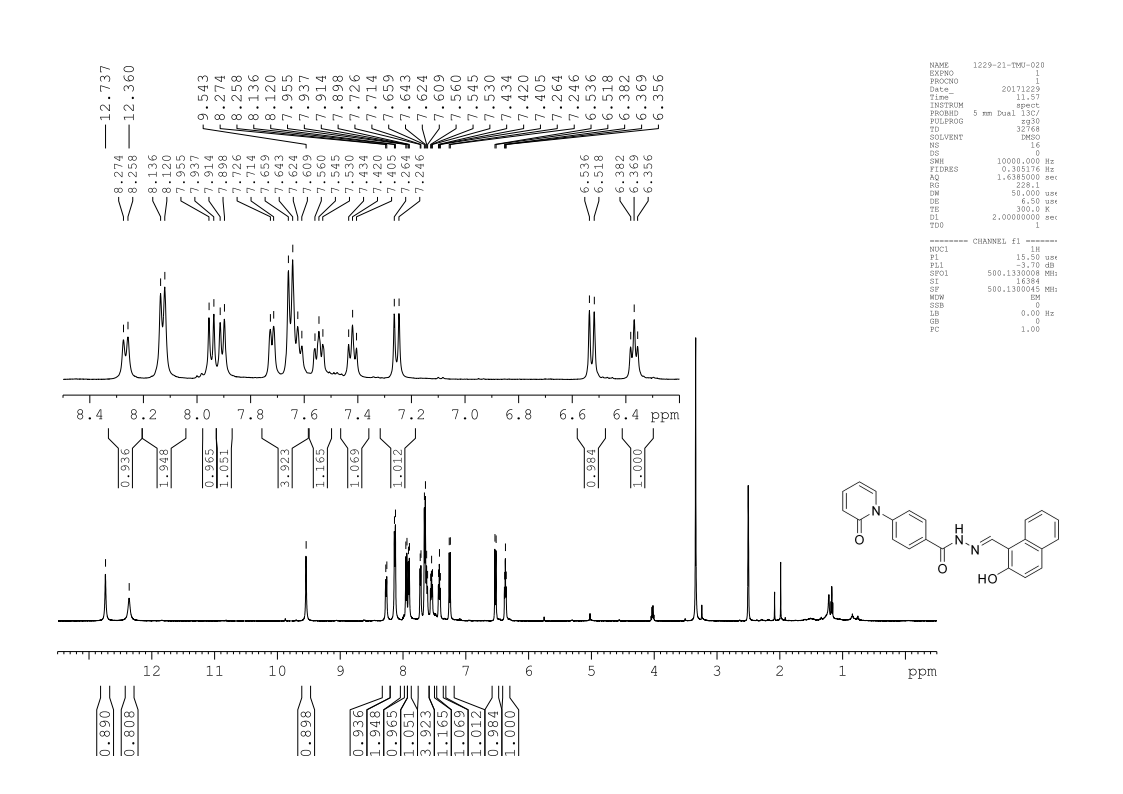 12.737
12.360
9.543
8.274
8.258
8.136
8.120
7.955
7.937
7.914
7.898
7.726
7.714
7.659
7.643
7.624
7.609
7.560
7.545
7.530
7.434
7.420
7.405
7.264
7.246
6.536
6.518
6.382
6.369
6.356
8.274
8.258
8.136
8.120
7.955
7.937
7.914
7.898
7.726
7.714
7.659
7.643
7.624
7.609
7.560
7.545
7.530
7.434
7.420
7.405
7.264
7.246
6.536
6.518
6.382
6.369
6.356
8.4 8.2 8.0 7.8 7.6 7.4 7.2 7.0 6.8 6.6 6.4 ppm
0.936
1.948
0.965
1.051
3.923
1.165
1.069
1.012
0.984
1.000
12 11 10 9 8 7 6 5 4 3 2 1 ppm
0.890
0.808
0.898
0.936
1.948
0.965
1.051
3.923
1.165
1.069
1.012
0.984
1.000
NAME 1229-21-TMU-020
EXPNO 1
PROCNO 1
Date_ 20171229
Time 11.57
INSTRUM spect
PROBHD 5 mm Dual 13C/
PULPROG zg30
TD 32768
SOLVENT DMSO
NS 16
DS 0
SWH 10000.000 Hz
FIDRES 0.305176 Hz
AQ 1.6385000 sec
RG 228.1
DW 50.000 use
DE 6.50 use
TE 300.0 K
D1 2.00000000 sec
TD0 1
======== CHANNEL f1 ======
NUC1 1H
P1 15.50 use
PL1 -3.70 dB
SFO1 500.1330008 MHz
SI 16384
SF 500.1300045 MHz
WDW EM
SSB 0
LB 0.00 Hz
GB 0
PC 1.00
N
O
O
H
N
N
HO